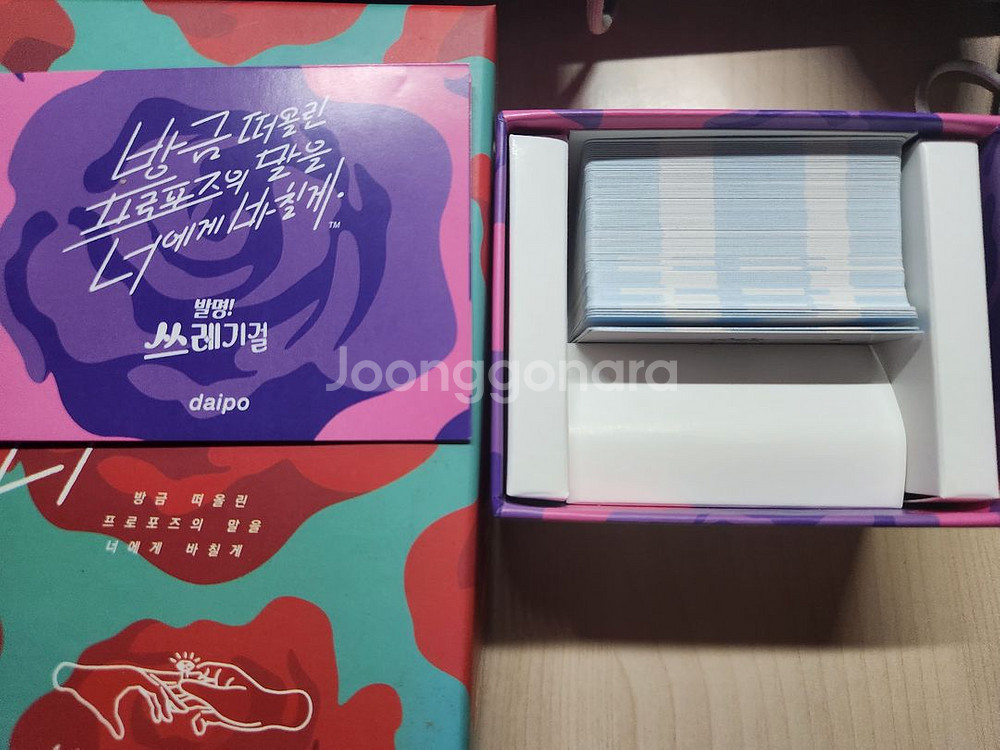 방금 떠올린
프로포즈의 말을
너에게 바칠게.™
발명!
쓰레기걸
daipo
Joonggonara
너
방금 떠올린
프로포즈의 말을
너에게 바칠게